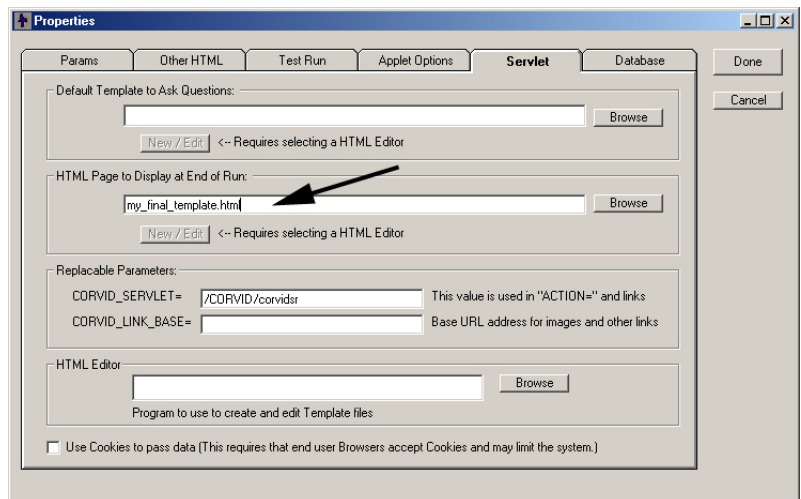 Properties
Params Other HTML Test Run Applet Options Servlet Database Done
Cancel
Default Template to Ask Questions:
Browse
New / Edit <-- Requires selecting a HTML Editor
HTML Page to Display at End of Run:
my_final_template.html Browse
New / Edit <-- Requires selecting a HTML Editor
Replacable Parameters:
CORVID_SERVLET= /CORVID/corvidsr This value is used in "ACTION=" and links
CORVID_LINK_BASE= Base URL address for images and other links
HTML Editor
Browse
Program to use to create and edit Template files
Use Cookies to pass data (This requires that end user Browsers accept Cookies and may limit the system.)